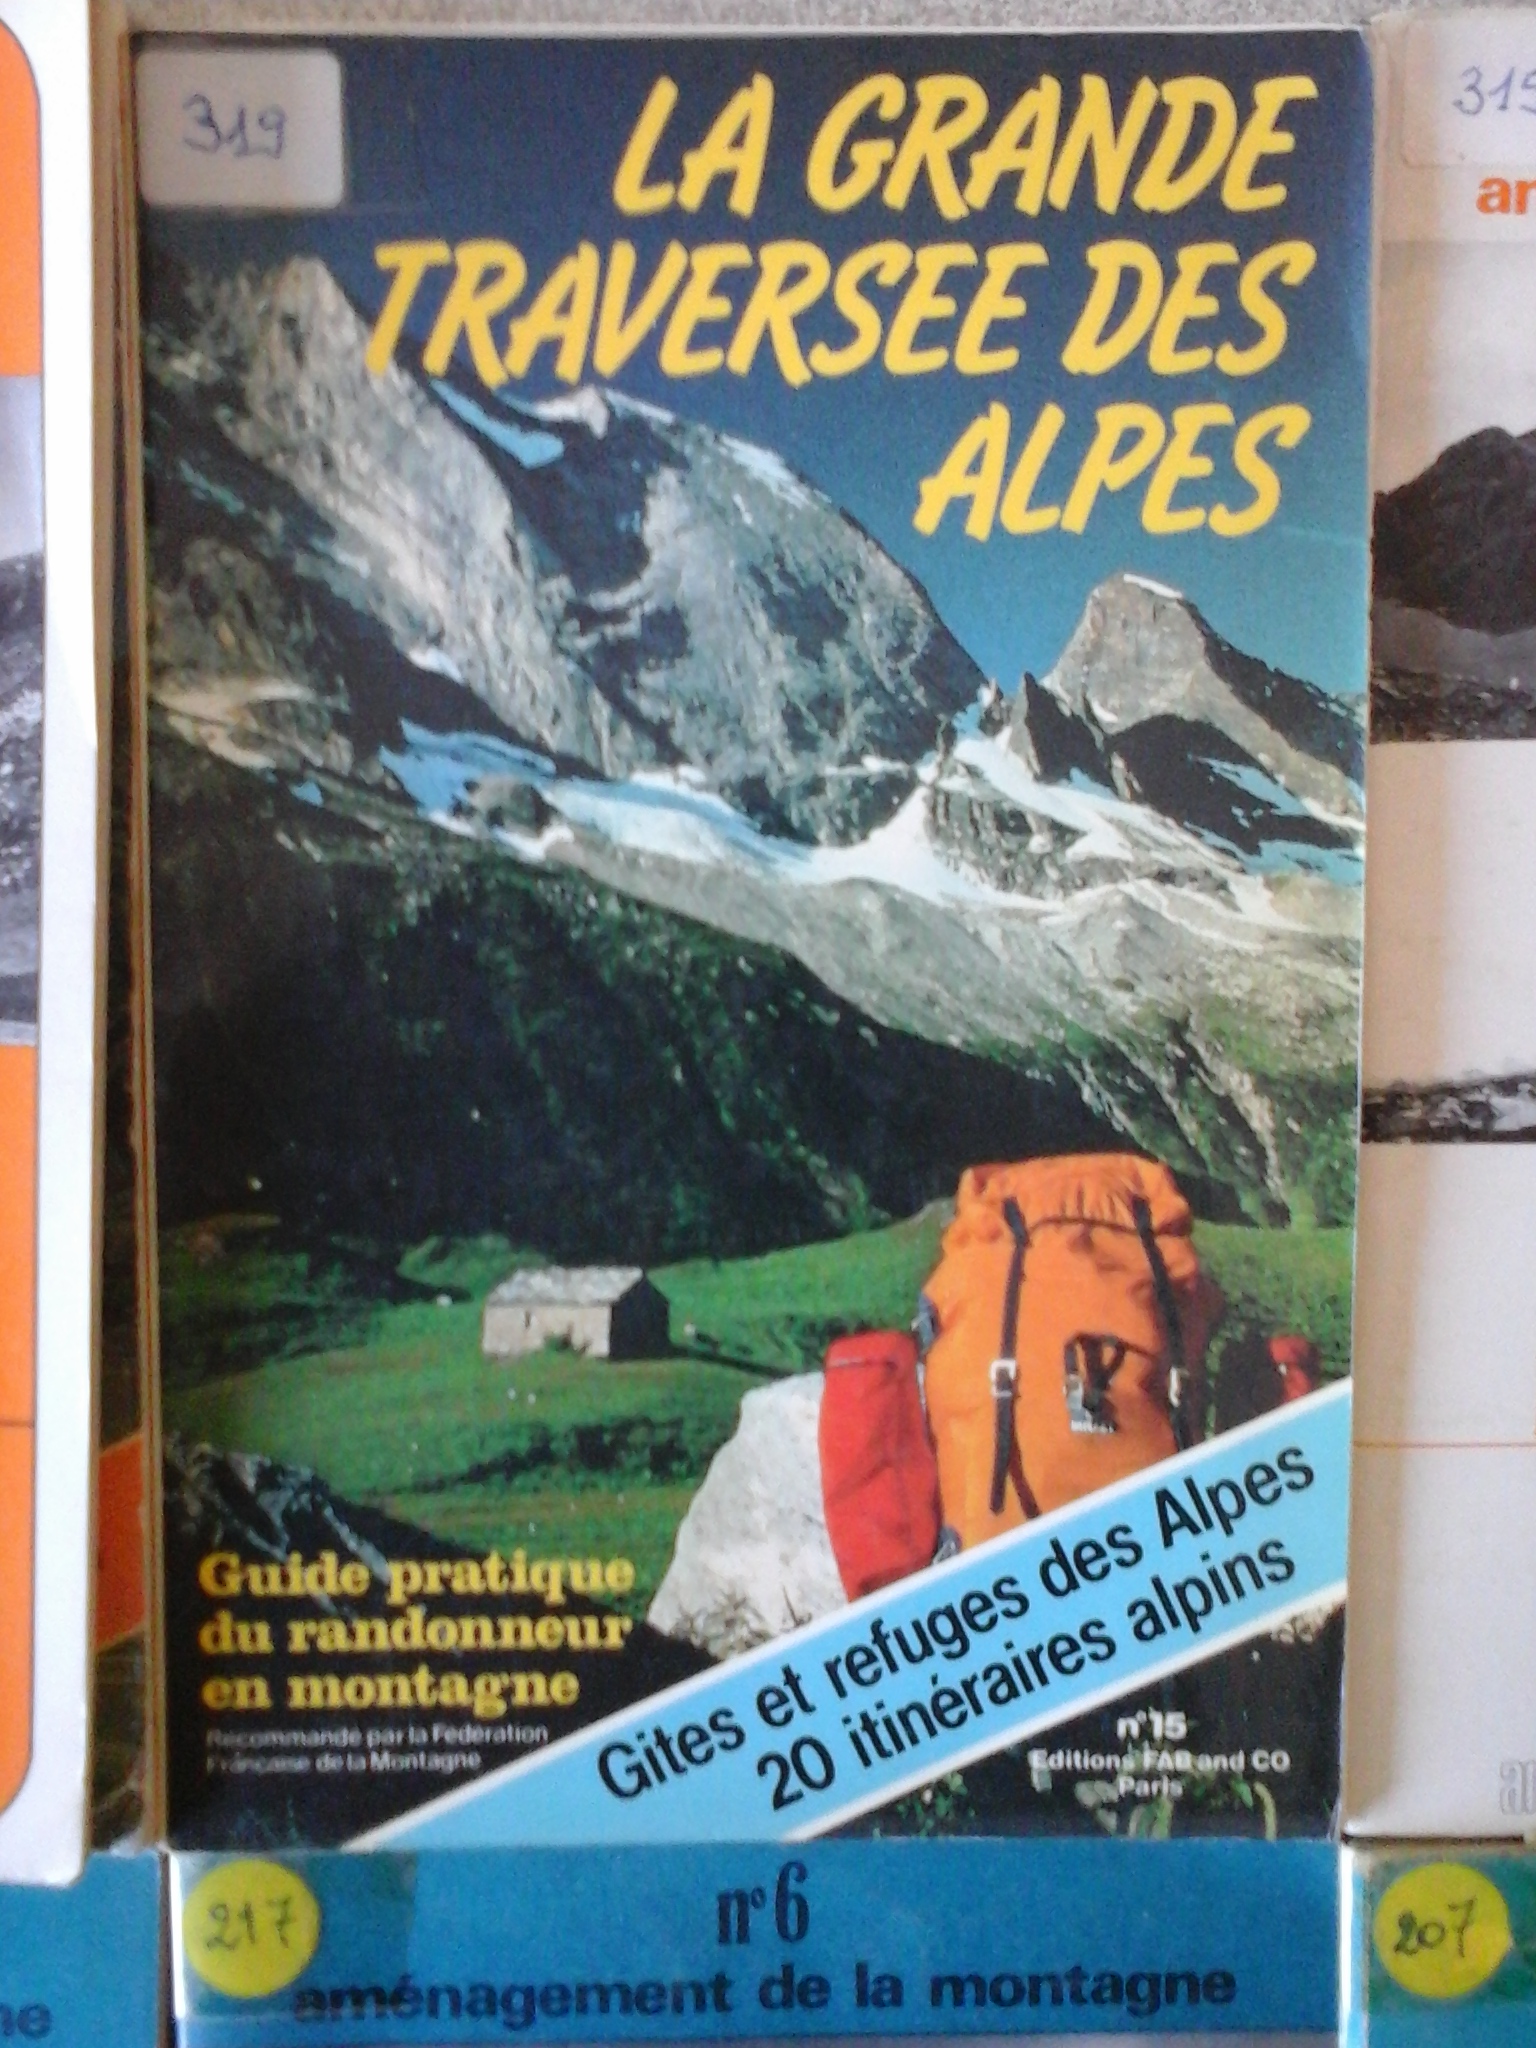 319
LA GRANDE
TRAVERSEE DES
ALPES
Guide pratique
du randonneur
en montagne
Recommandé par la Fédération
Française de la Montagne
Gites et refuges des Alpes
20 itinéraires alpins
n° 15
Editions FAB and CO
Paris
217
n° 6
aménagement de la montagne
207